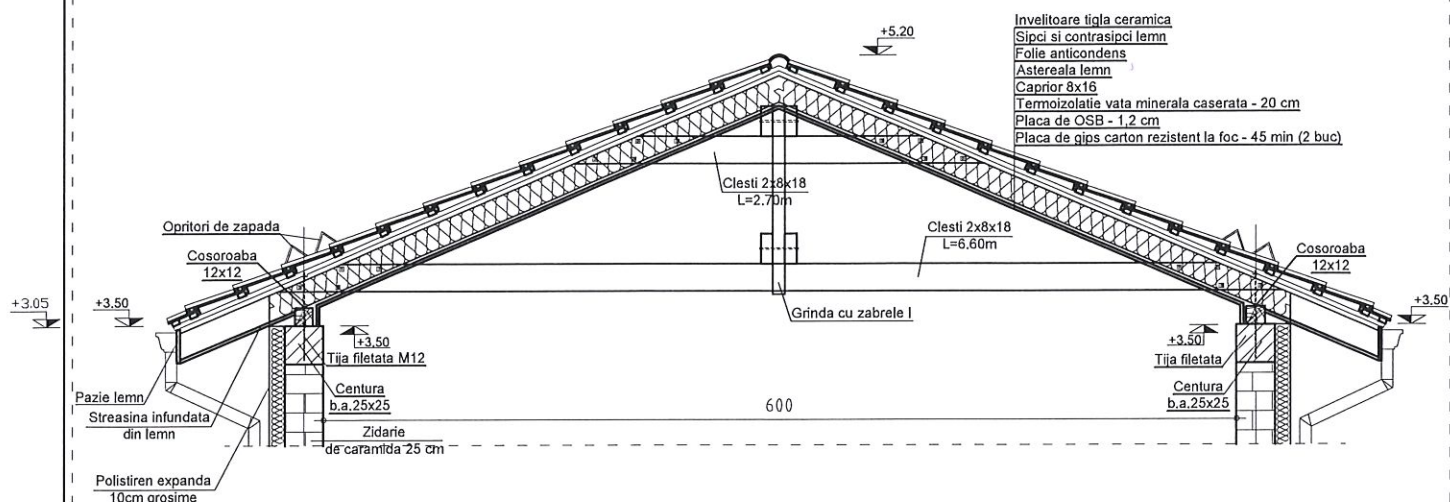 +5.20
Invelitoare tigla ceramica
Sipci si contrasipci lemn
Folie anticondens
Astereala lemn
Caprior 8x16
Termoizolatie vata minerala caserata - 20 cm
Placa de OSB - 1,2 cm
Placa de gips carton rezistent la foc - 45 min (2 buc)
Clesti 2x8x18
L=2.70m
Opritori de zapada
Clesti 2x8x18
L=6.60m
Cosoroaba
12x12
Cosoroaba
12x12
+3.05
+3.50
+3.50
Grinda cu zabrele I
+3.50
+3.50
Tija filetata M12
Tija filetata
Pazie lemn
Centura
b.a.25x25
Centura
b.a.25x25
600
Streasina infundata
din lemn
Zidarie
de caramida 25 cm
Polistiren expanda
10cm grosime